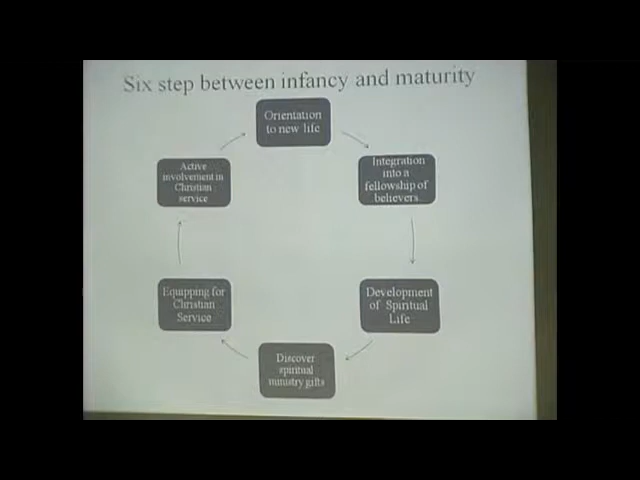 Six step between infancy and maturity
Orientation
to new life
Integration
into a
fellowship of
believers
Development
of Spiritual
Life
Discover
spiritual
ministry gifts
Equipping for
Christian
Service
Active
involvement in
Christian
service